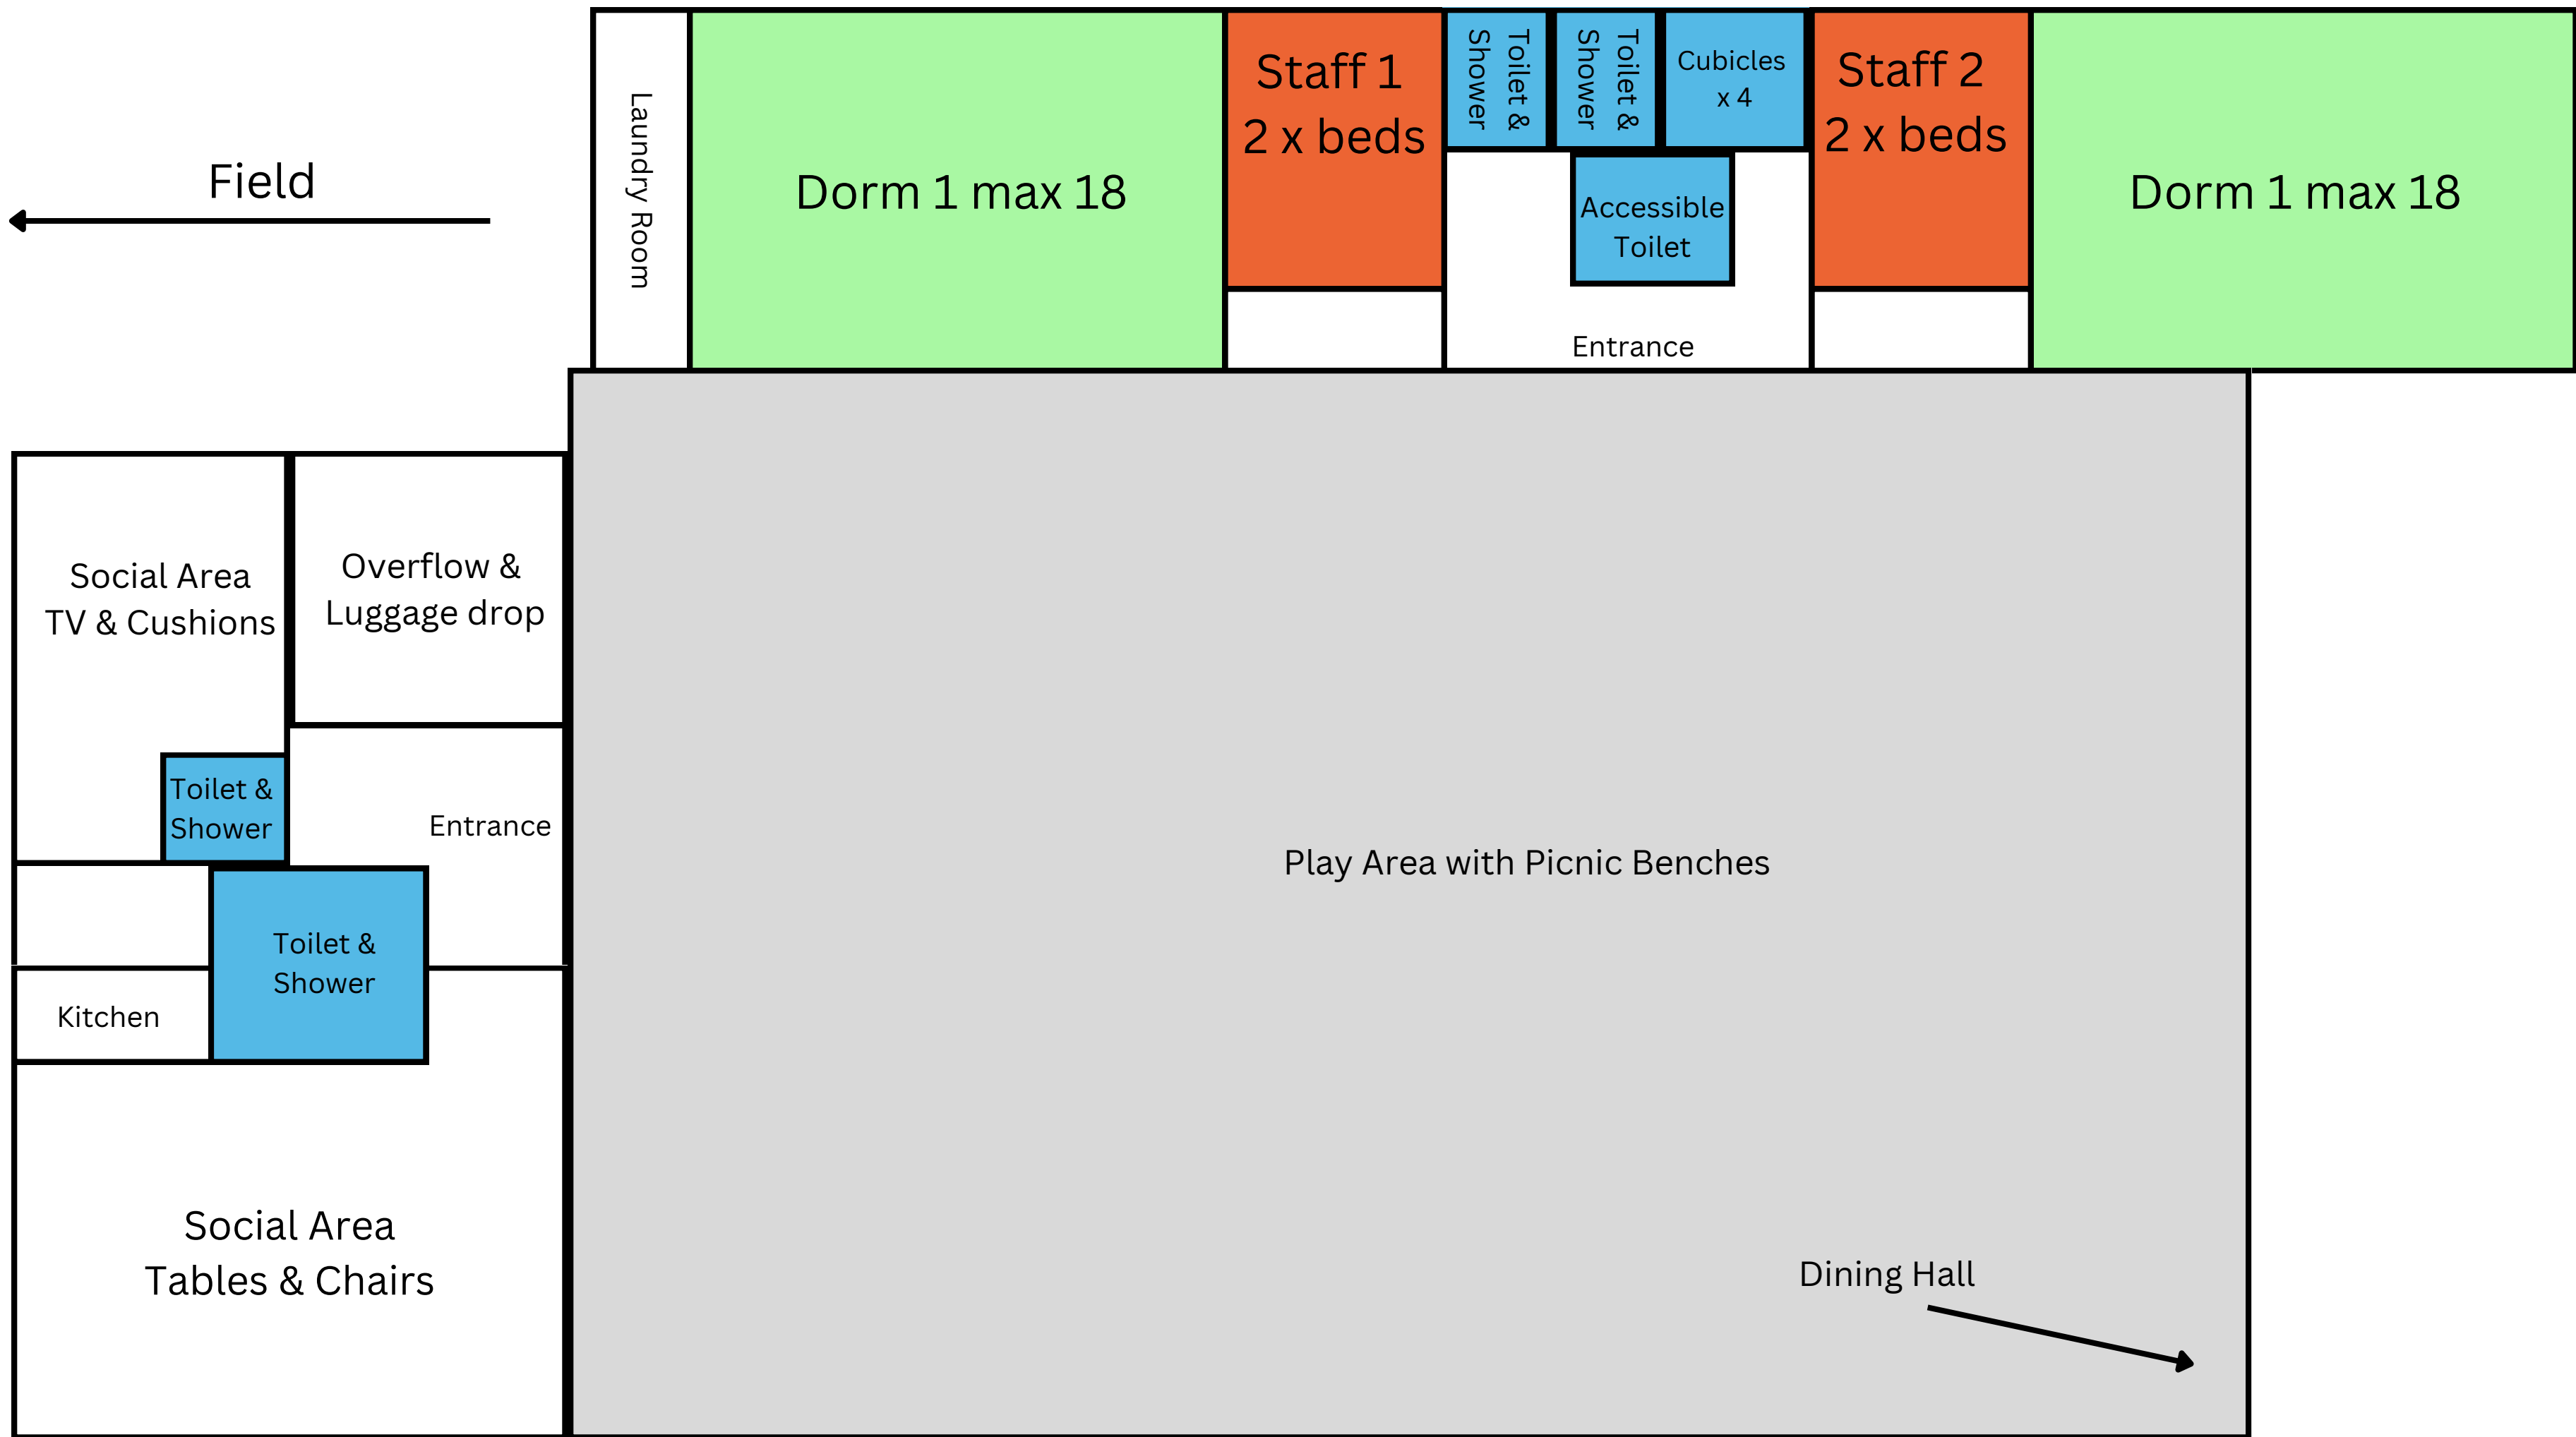 Field
Laundry Room
Dorm 1 max 18
Staff 1
2 x beds
Toilet &
Shower
Toilet &
Shower
Cubicles
x 4
Accessible
Toilet
Entrance
Staff 2
2 x beds
Dorm 1 max 18
Social Area
TV & Cushions
Overflow &
Luggage drop
Toilet &
Shower
Entrance
Toilet &
Shower
Kitchen
Social Area
Tables & Chairs
Play Area with Picnic Benches
Dining Hall